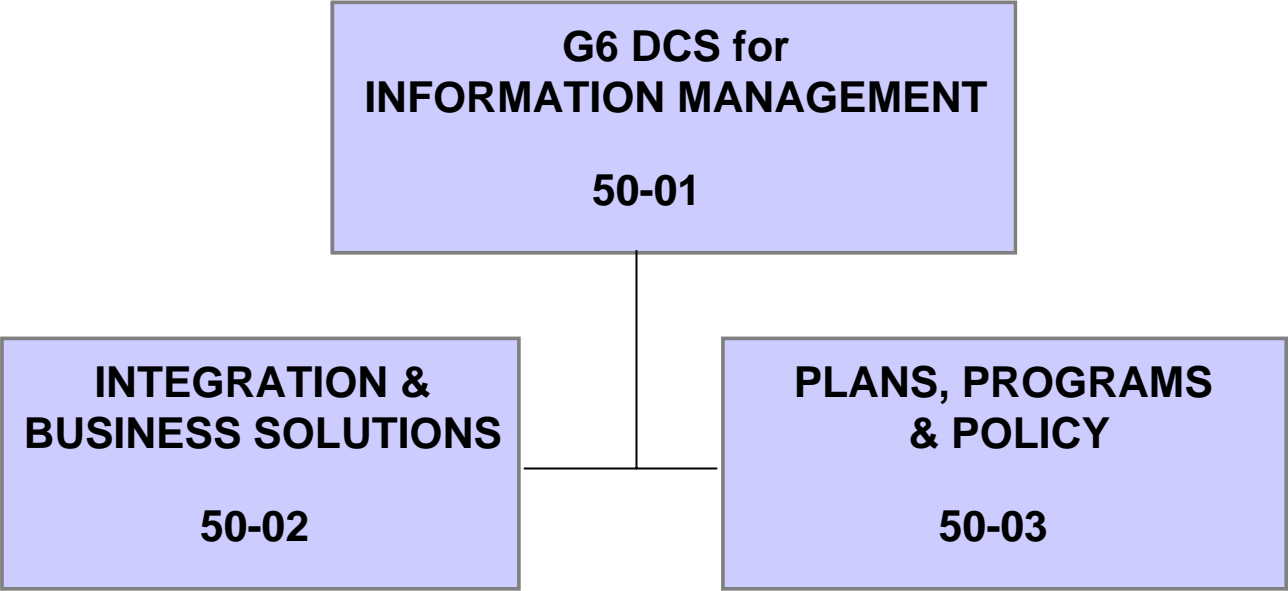 G6 DCS for
INFORMATION MANAGEMENT
50-01
INTEGRATION &
BUSINESS SOLUTIONS
50-02
PLANS, PROGRAMS
& POLICY
50-03